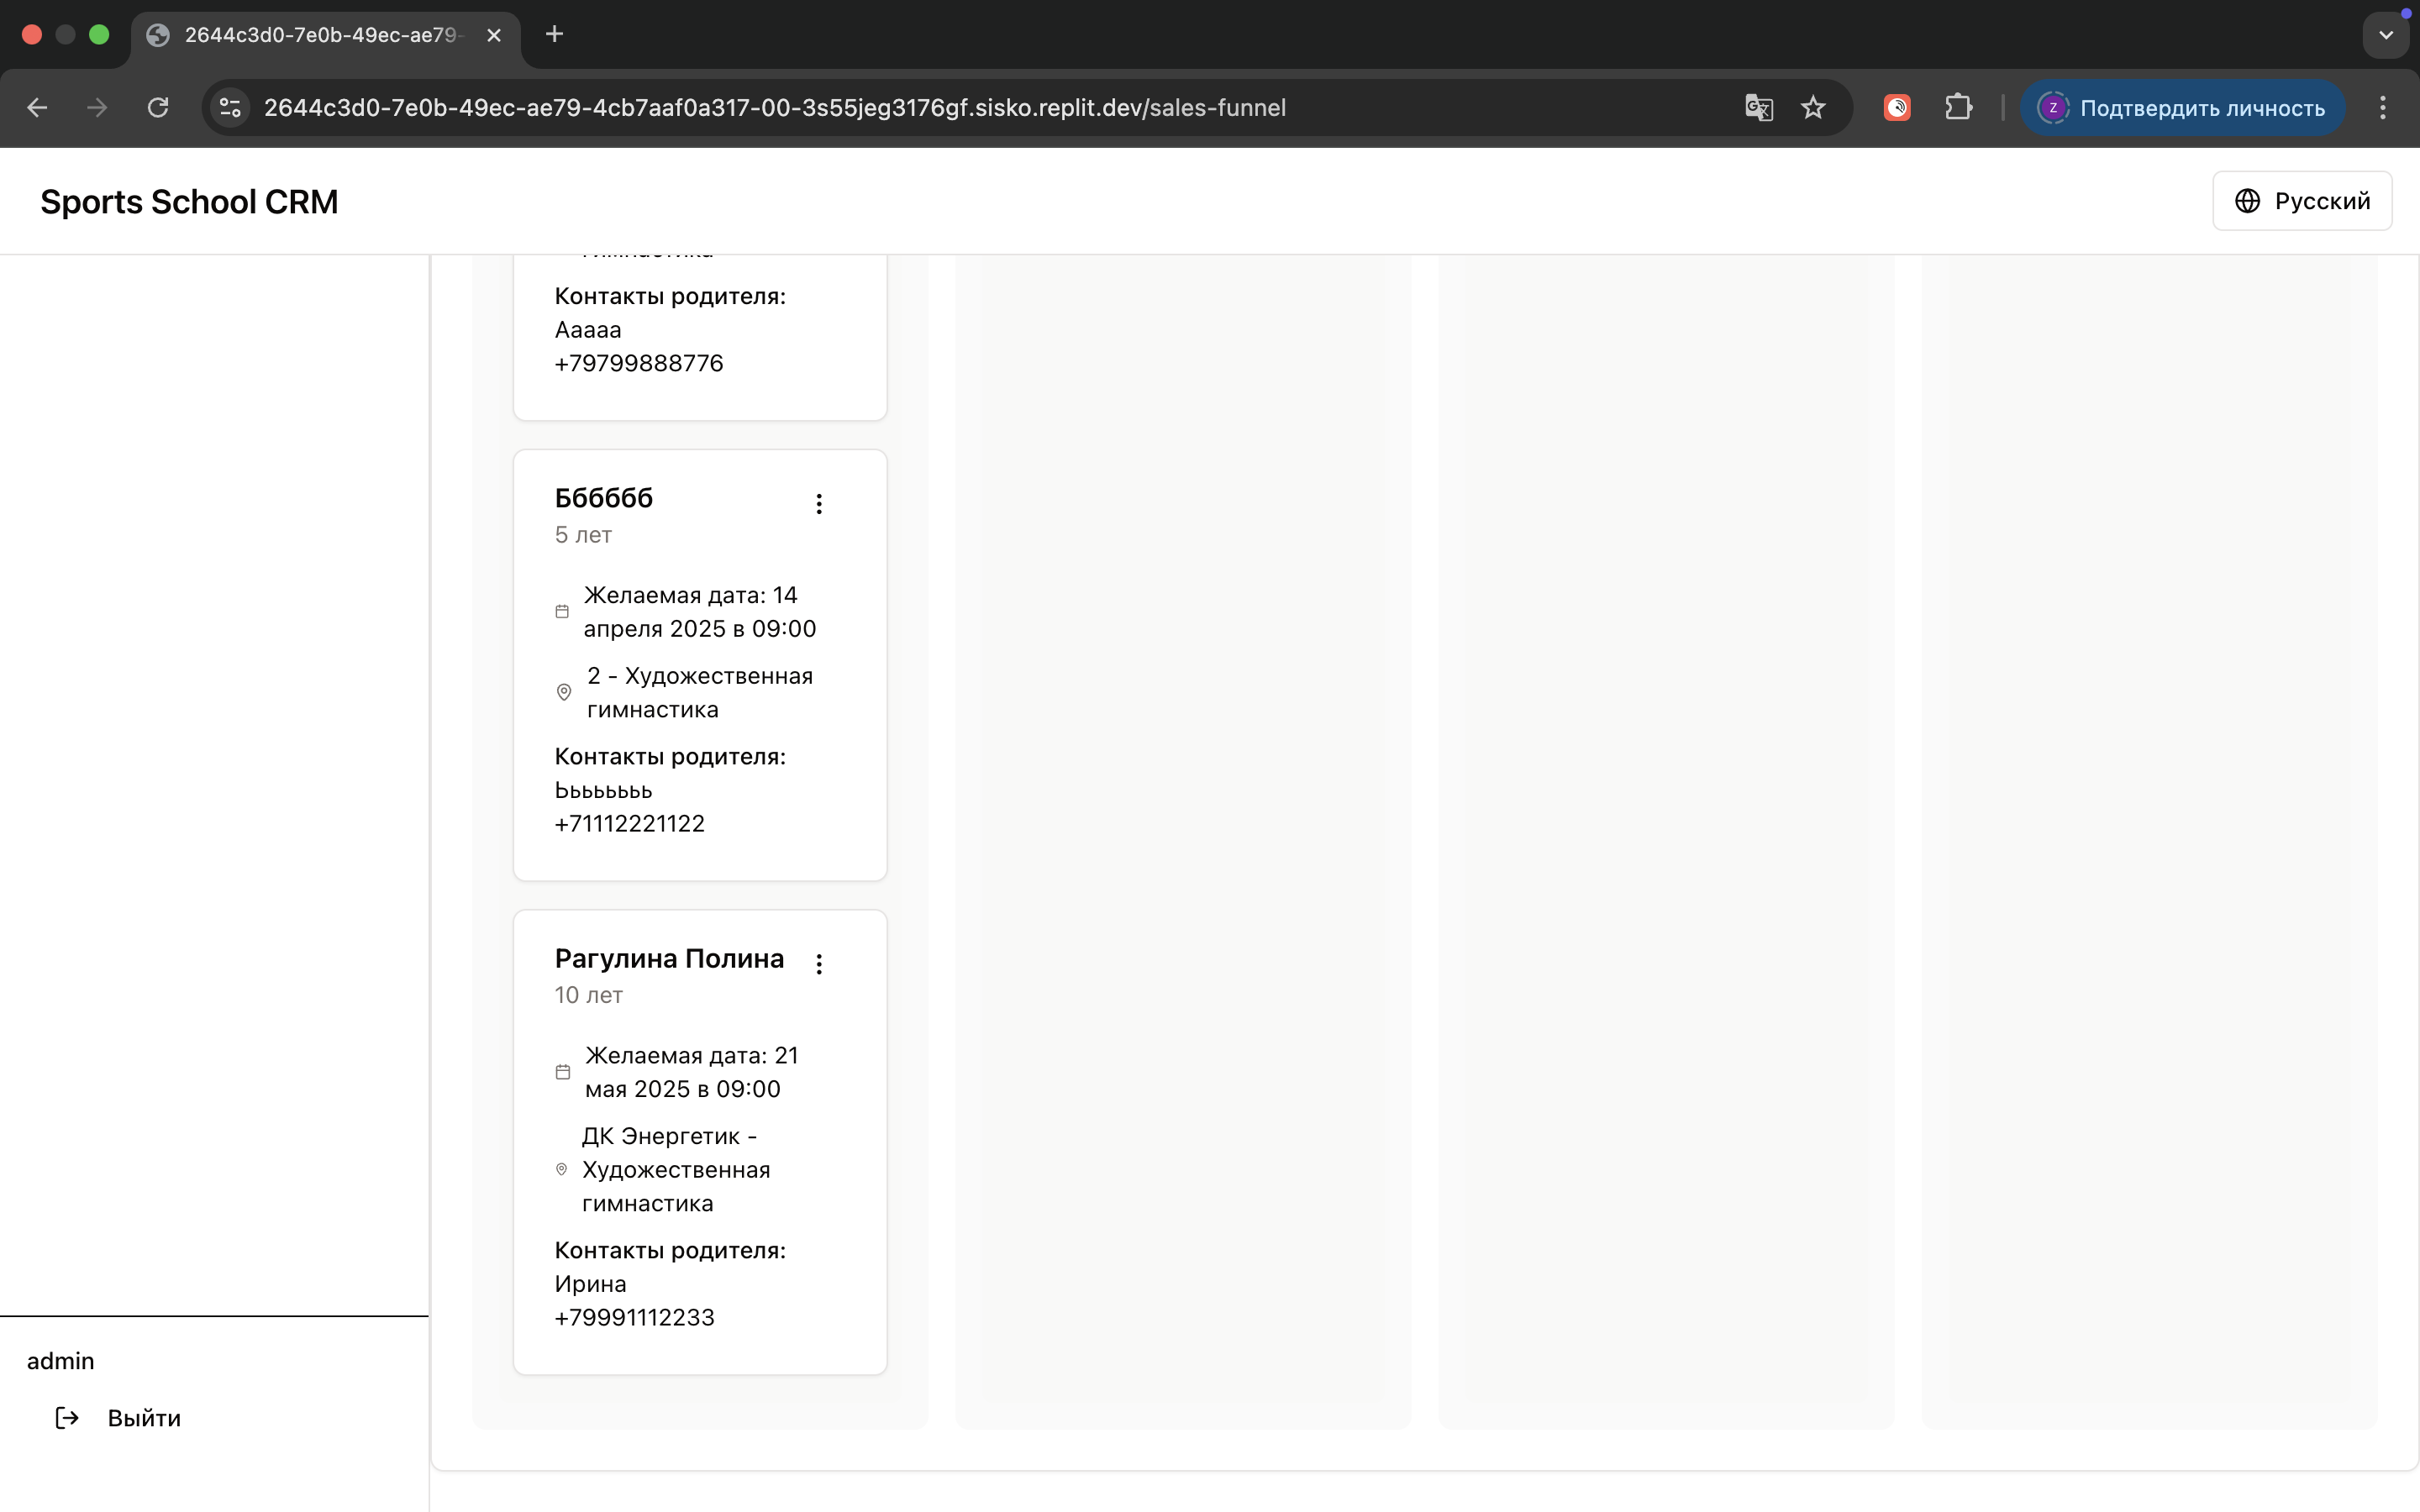 2644c3d0-7e0b-49ec-ae79-
2644c3d0-7e0b-49ec-ae79-4cb7aaf0a317-00-3s55jeg3176gf.sisko.replit.dev/sales-funnel
Z
Подтвердить личность
Sports School CRM
Русский
гимнастика
Контакты родителя:
Ааааа
+79799888776
Бббббб
5 лет
Желаемая дата: 14
апреля 2025 в 09:00
2 - Художественная
гимнастика
Контакты родителя:
Ььььььь
+71112221122
Рагулина Полина
10 лет
Желаемая дата: 21
мая 2025 в 09:00
ДК Энергетик -
Художественная
гимнастика
Контакты родителя:
Ирина
+79991112233
admin
Выйти